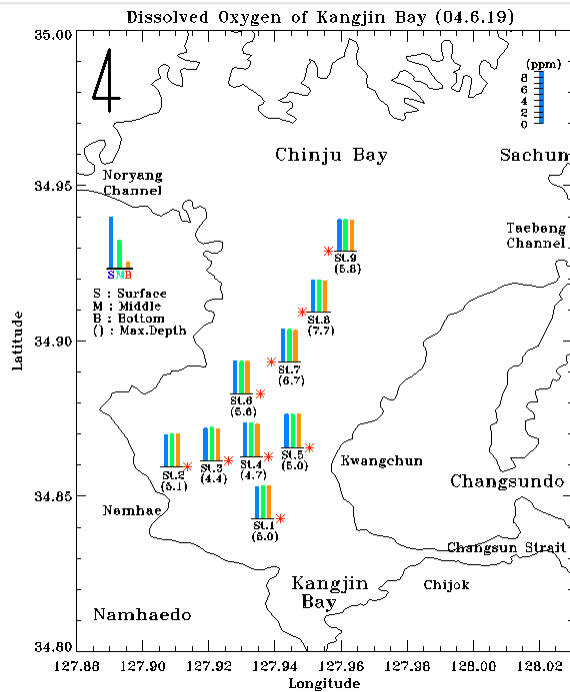 Dissolved Oxygen of Kangjin Bay (04.6.19)
35.00
4
(ppm)
8
6
4
2
0
Chinju Bay
Sachun
34.95
Noryang
Channel
Taebang
Channel
St.9
(5.8)
S M B
S : Surface
M : Middle
B : Bottom
() : Max.Depth
St.8
(7.7)
Latitude
34.90
St.7
(6.7)
St.6
(5.6)
St.5
(5.0)
St.4
(4.7)
St.3
(4.4)
St.2
(5.1)
Kwangchun
Changsundo
34.85
Namhae
St.1
(5.0)
Changsun Strait
Kangjin
Bay
Chijok
Namhaedo
34.80
127.88 127.90 127.92 127.94 127.96 127.98 128.00 128.02
Longitude